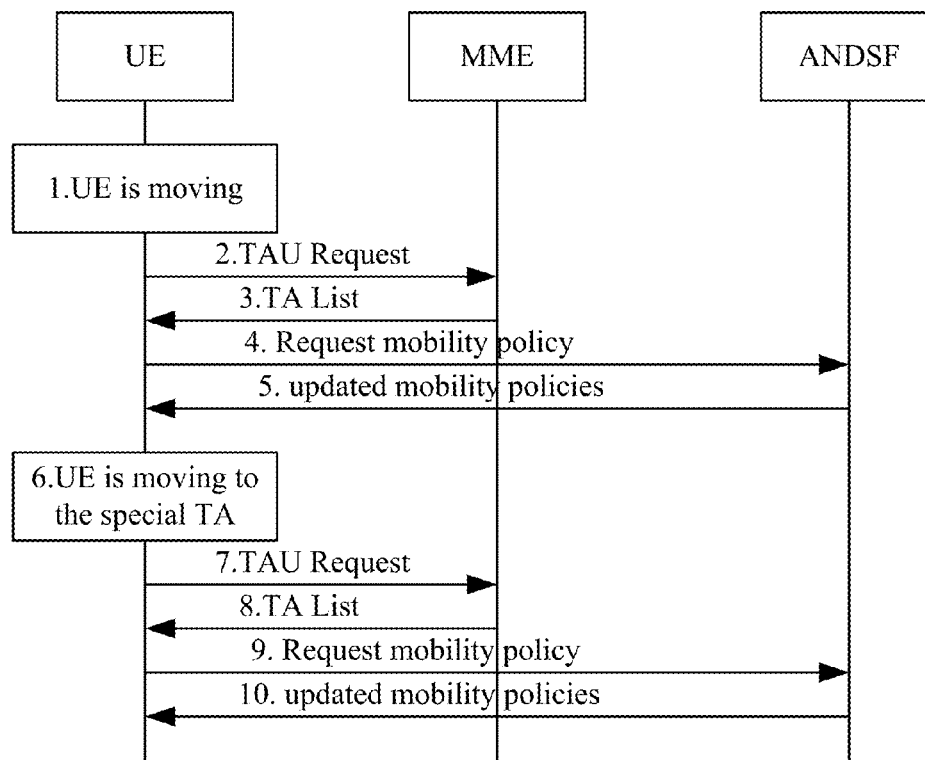 UE
MME
ANDSF
1.UE is moving
2.TAU Request
3.TA List
4. Request mobility policy
5. updated mobility policies
6.UE is moving to
the special TA
7.TAU Request
8.TA List
9. Request mobility policy
10. updated mobility policies